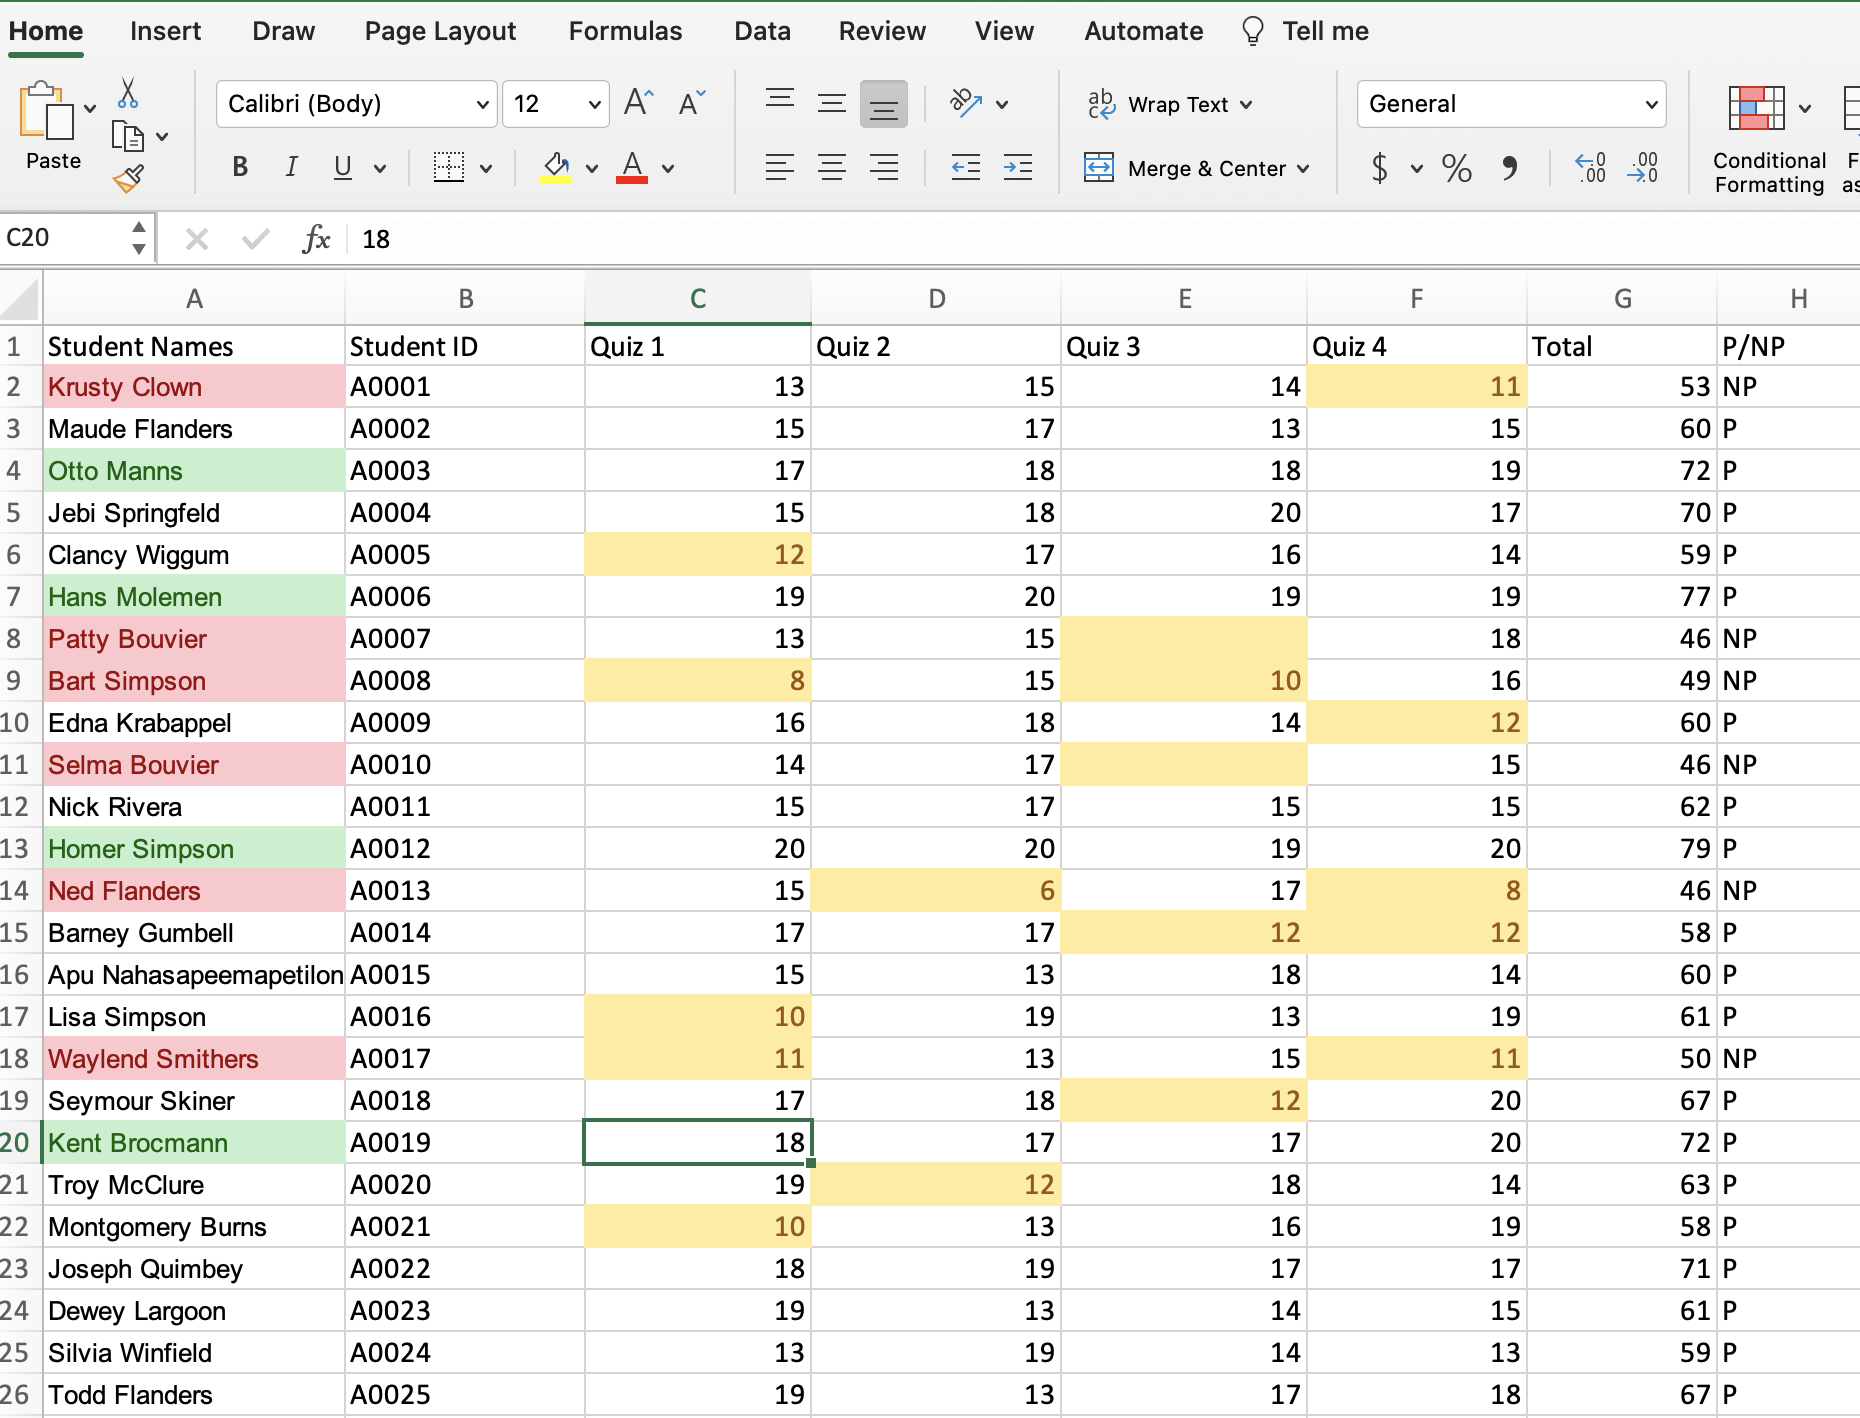 Home Insert Draw Page Layout Formulas Data Review View Automate Tell me
Paste
Calibri (Body) 12
B I U
A
ab Wrap Text
Merge & Center
General
$ % 9 .00 .00
Conditional Formatting
C20 fx 18
A B C D E F G H
1 Student Names Student ID Quiz 1 Quiz 2 Quiz 3 Quiz 4 Total P/NP
2 Krusty Clown A0001 13 15 14 11 53 NP
3 Maude Flanders A0002 15 17 13 15 60 P
4 Otto Manns A0003 17 18 18 19 72 P
5 Jebi Springfeld A0004 15 18 20 17 70 P
6 Clancy Wiggum A0005 12 17 16 14 59 P
7 Hans Molemen A0006 19 20 19 19 77 P
8 Patty Bouvier A0007 13 15 18 46 NP
9 Bart Simpson A0008 8 15 10 16 49 NP
10 Edna Krabappel A0009 16 18 14 12 60 P
11 Selma Bouvier A0010 14 17 15 46 NP
12 Nick Rivera A0011 15 17 15 15 62 P
13 Homer Simpson A0012 20 20 19 20 79 P
14 Ned Flanders A0013 15 6 17 8 46 NP
15 Barney Gumbell A0014 17 17 12 12 58 P
16 Apu Nahasapeemapetilon A0015 15 13 18 14 60 P
17 Lisa Simpson A0016 10 19 13 19 61 P
18 Waylend Smithers A0017 11 13 15 11 50 NP
19 Seymour Skiner A0018 17 18 12 20 67 P
20 Kent Brocmann A0019 18 17 17 20 72 P
21 Troy McClure A0020 19 12 18 14 63 P
22 Montgomery Burns A0021 10 13 16 19 58 P
23 Joseph Quimbey A0022 18 19 17 17 71 P
24 Dewey Largoon A0023 19 13 14 15 61 P
25 Silvia Winfield A0024 13 19 14 13 59 P
26 Todd Flanders A0025 19 13 17 18 67 P